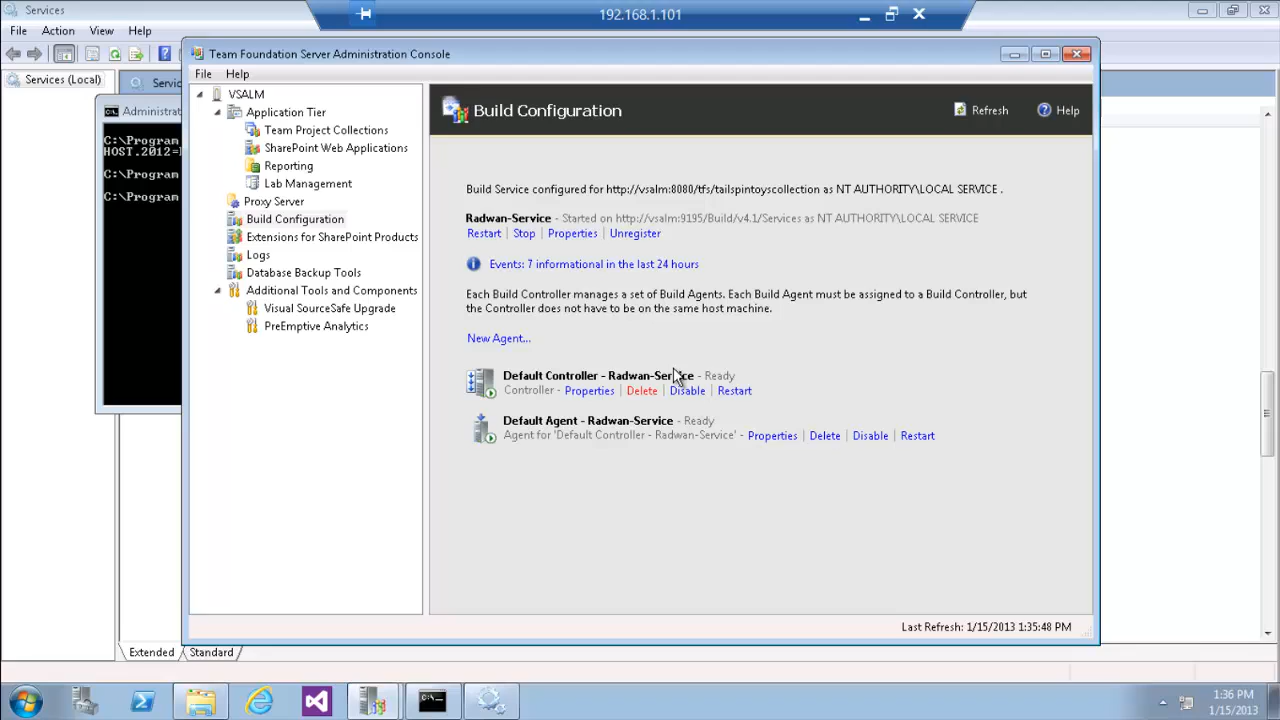 Services
192.168.1.101
File Action View Help
Services (Local)
Servic
Administrat
C:\Program
HOST.2012=
C:\Program
C:\Program
Team Foundation Server Administration Console
File Help
VSALM
Application Tier
Team Project Collections
SharePoint Web Applications
Reporting
Lab Management
Proxy Server
Build Configuration
Extensions for SharePoint Products
Logs
Database Backup Tools
Additional Tools and Components
Visual SourceSafe Upgrade
PreEmptive Analytics
Build Configuration
Refresh
Help
Build Service configured for http://vsalm:8080/tfs/tailspintoyscollection as NT AUTHORITY\LOCAL SERVICE .
Radwan-Service - Started on http://vsalm:9195/Build/v4.1/Services as NT AUTHORITY\LOCAL SERVICE
Restart | Stop | Properties | Unregister
Events: 7 informational in the last 24 hours
Each Build Controller manages a set of Build Agents. Each Build Agent must be assigned to a Build Controller, but
the Controller does not have to be on the same host machine.
New Agent...
Default Controller - Radwan-Service - Ready
Controller - Properties | Delete | Disable | Restart
Default Agent - Radwan-Service - Ready
Agent for 'Default Controller - Radwan-Service' - Properties | Delete | Disable | Restart
Last Refresh: 1/15/2013 1:35:48 PM
Extended Standard
1:36 PM
1/15/2013